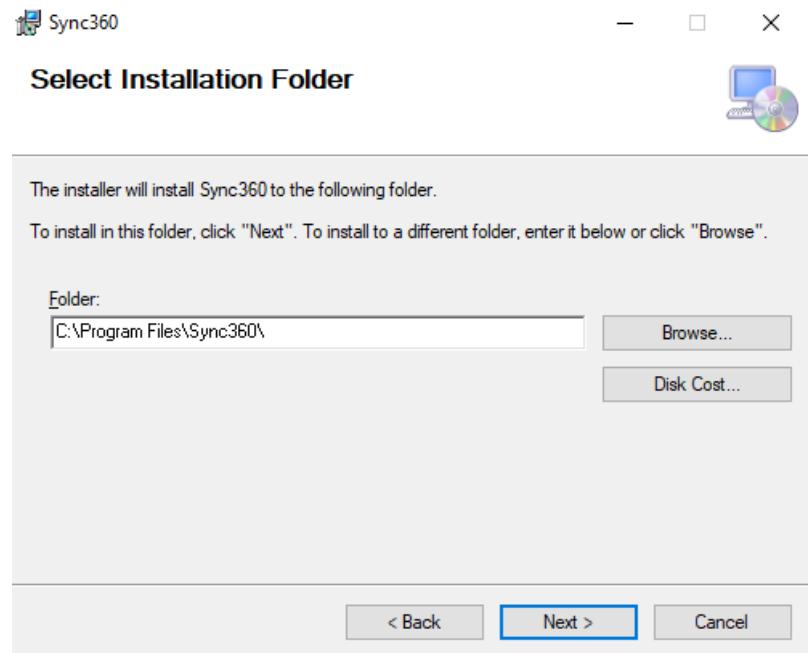 Sync360
Select Installation Folder
The installer will install Sync360 to the following folder.
To install in this folder, click "Next". To install to a different folder, enter it below or click "Browse".
Folder:
C:\Program Files\Sync360\
Browse...
Disk Cost...
< Back
Next >
Cancel